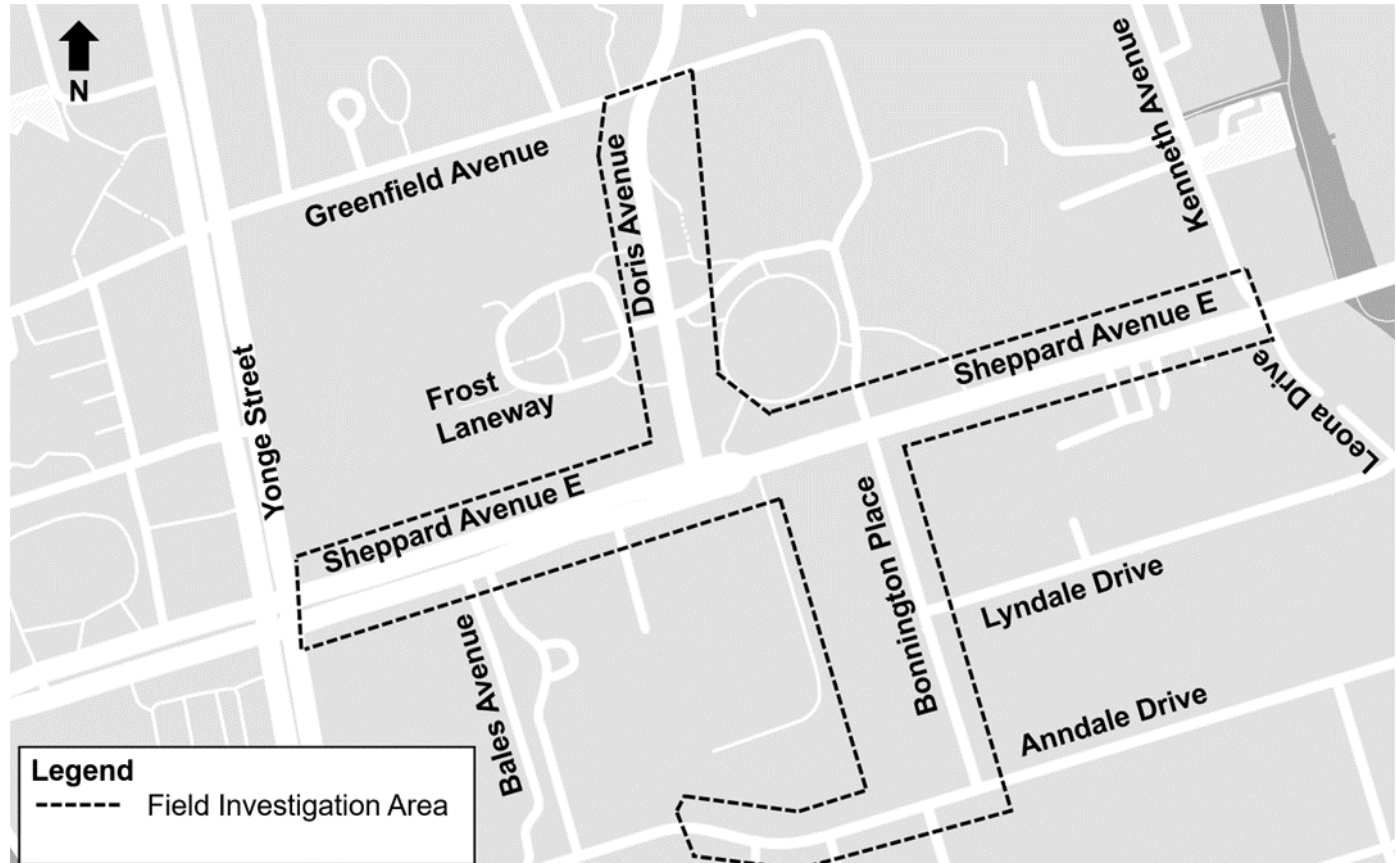 N
Greenfield Avenue
Doris Avenue
Kenneth Avenue
Yonge Street
Frost
Laneway
Sheppard Avenue E
Sheppard Avenue E
Leona Drive
Bonnington Place
Lyndale Drive
Bales Avenue
Anndale Drive
Legend
Field Investigation Area